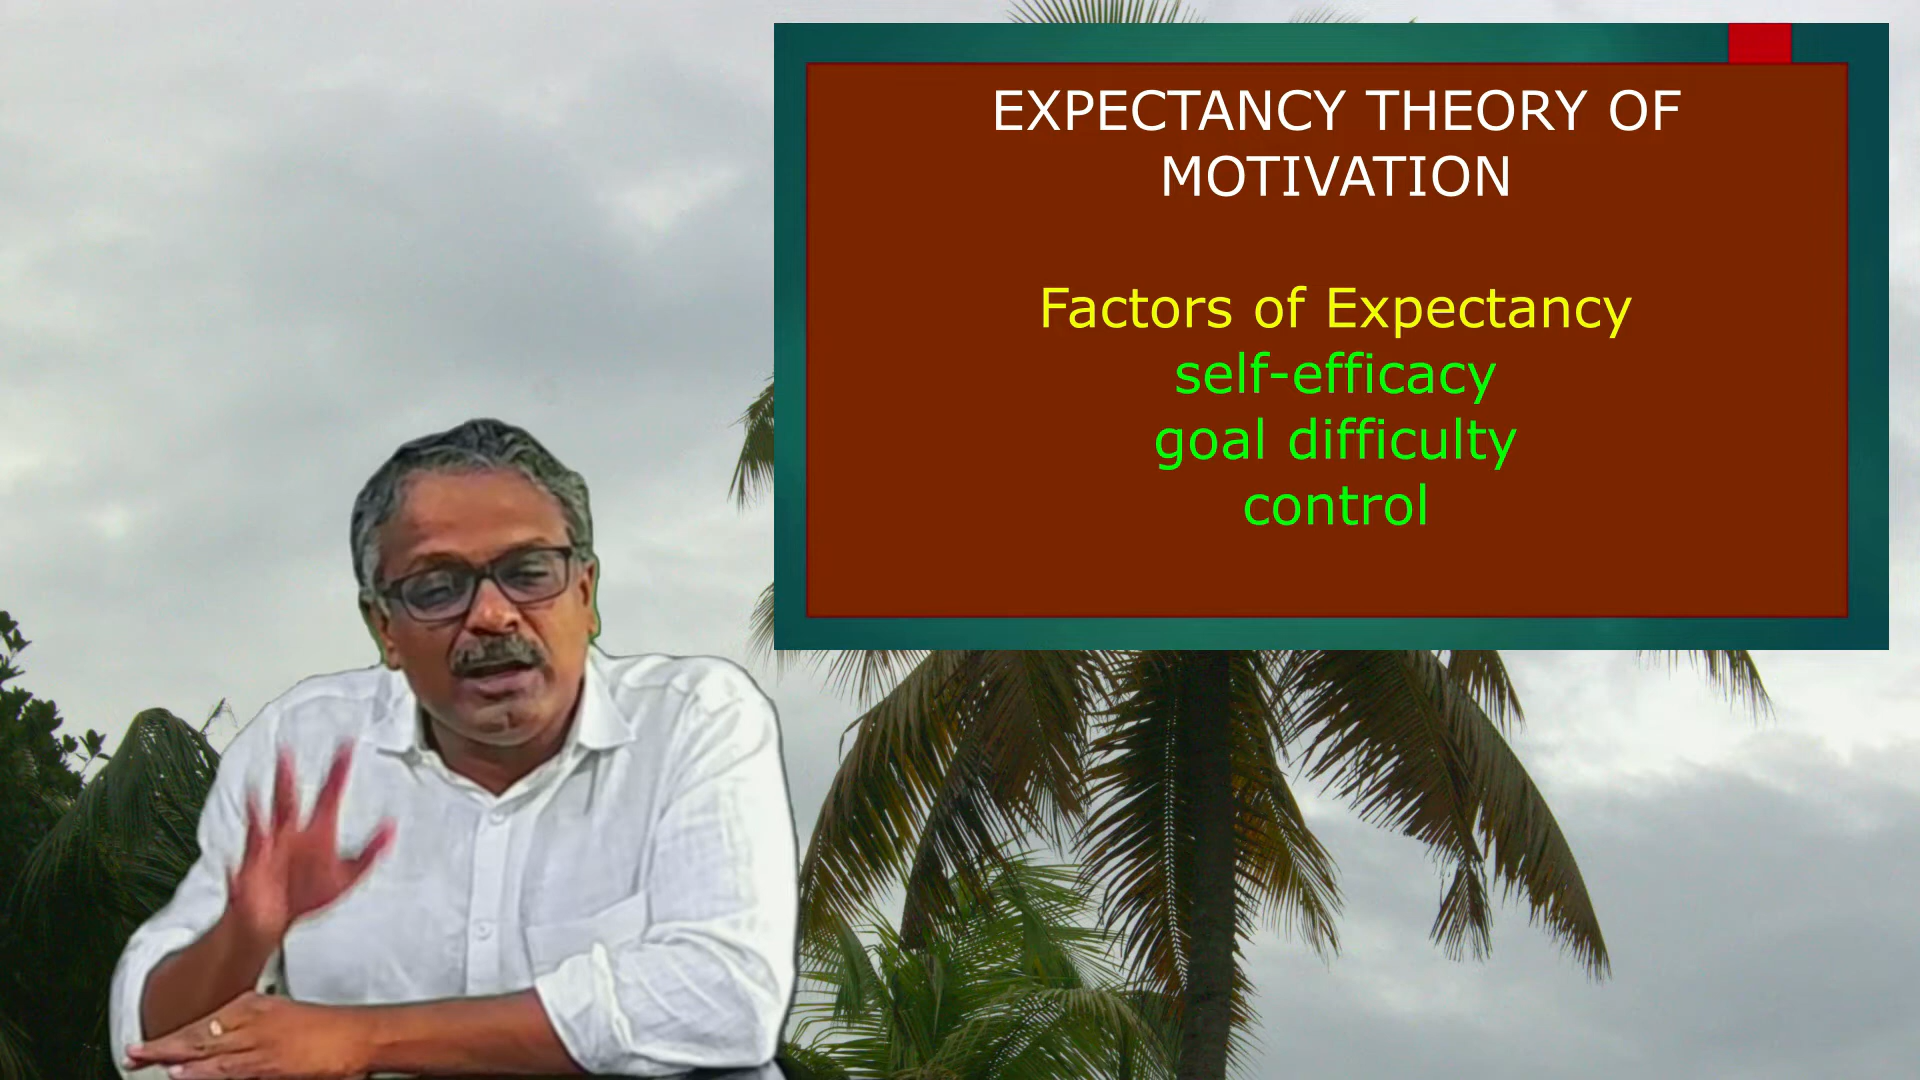 EXPECTANCY THEORY OF
MOTIVATION
Factors of Expectancy
self-efficacy
goal difficulty
control